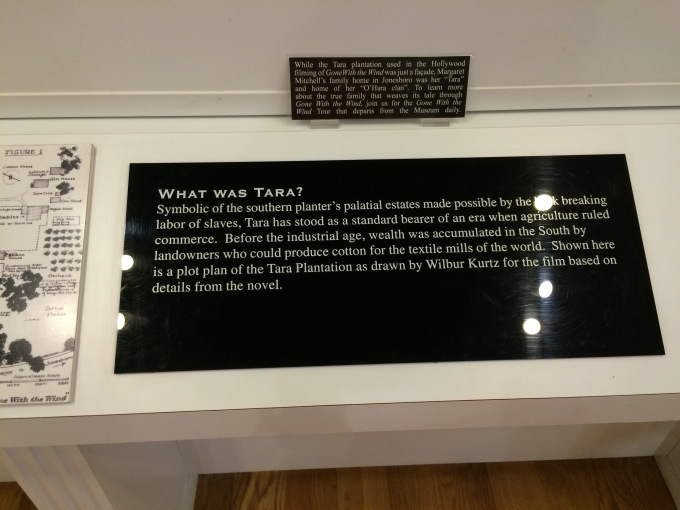 While the Tara plantation used in the Hollywood
filming of Gone With the Wind was just a façade, Margaret
Mitchell's family home in Jonesboro was her "Tara"
and home of her "O'Hara clan". To learn more
about the true family that weaves its tale through
Gone With the Wind, join us for the Gone With the
Wind Tour that departs from the Museum daily.
FIGURE 1
WHAT WAS TARA?
Symbolic of the southern planter's palatial estates made possible by the breaking
labor of slaves, Tara has stood as a standard bearer of an era when agriculture ruled
commerce. Before the industrial age, wealth was accumulated in the South by
landowners who could produce cotton for the textile mills of the world. Shown here
is a plot plan of the Tara Plantation as drawn by Wilbur Kurtz for the film based on
details from the novel.
ne With the Wind"